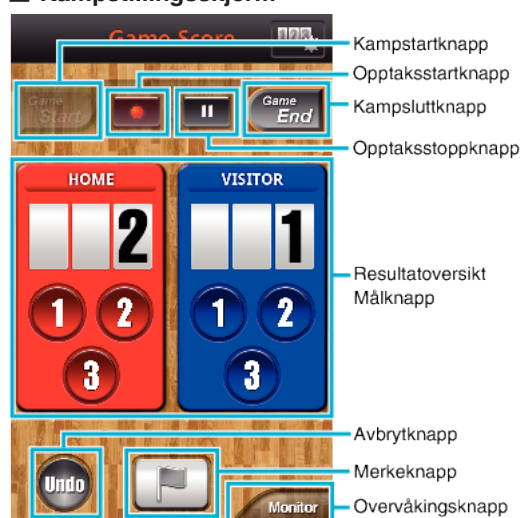 Game Score
123
Kampstartknapp
Opptaksstartknapp
Game
Start
Game
End
Kampsluttknapp
Opptaksstoppknapp
HOME
VISITOR
2
1
1 2
1 2
3
3
Resultatoversikt
Målknapp
Avbrytknapp
Undo
Merkeknapp
Monitor
Overvåkingsknapp